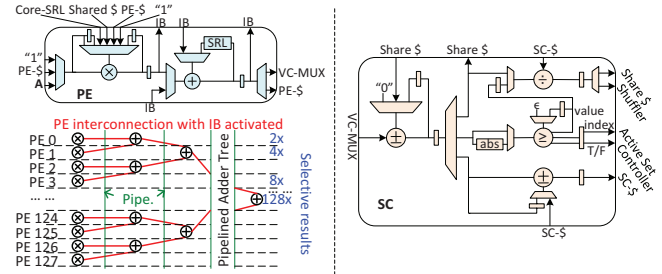 Core-SRL Shared $ PE-$ "1"
IB
IB
IB
"1"
PE-$
A
SRL
PE
IB
VC-MUX
PE-$
PE interconnection with IB activated
PE 0
PE 1
PE 2
PE 3
... ...
PE 124
PE 125
PE 126
PE 127
Pipe.
Pipelined Adder Tree
2x
4x
8x
... ...
128x
Selective results
Share $
Share $
SC-$
"0"
VC-MUX
abs
e
value
index
T/F
SC
SC-$
Share $
Shuffler
Active Set
Controller
SC-$